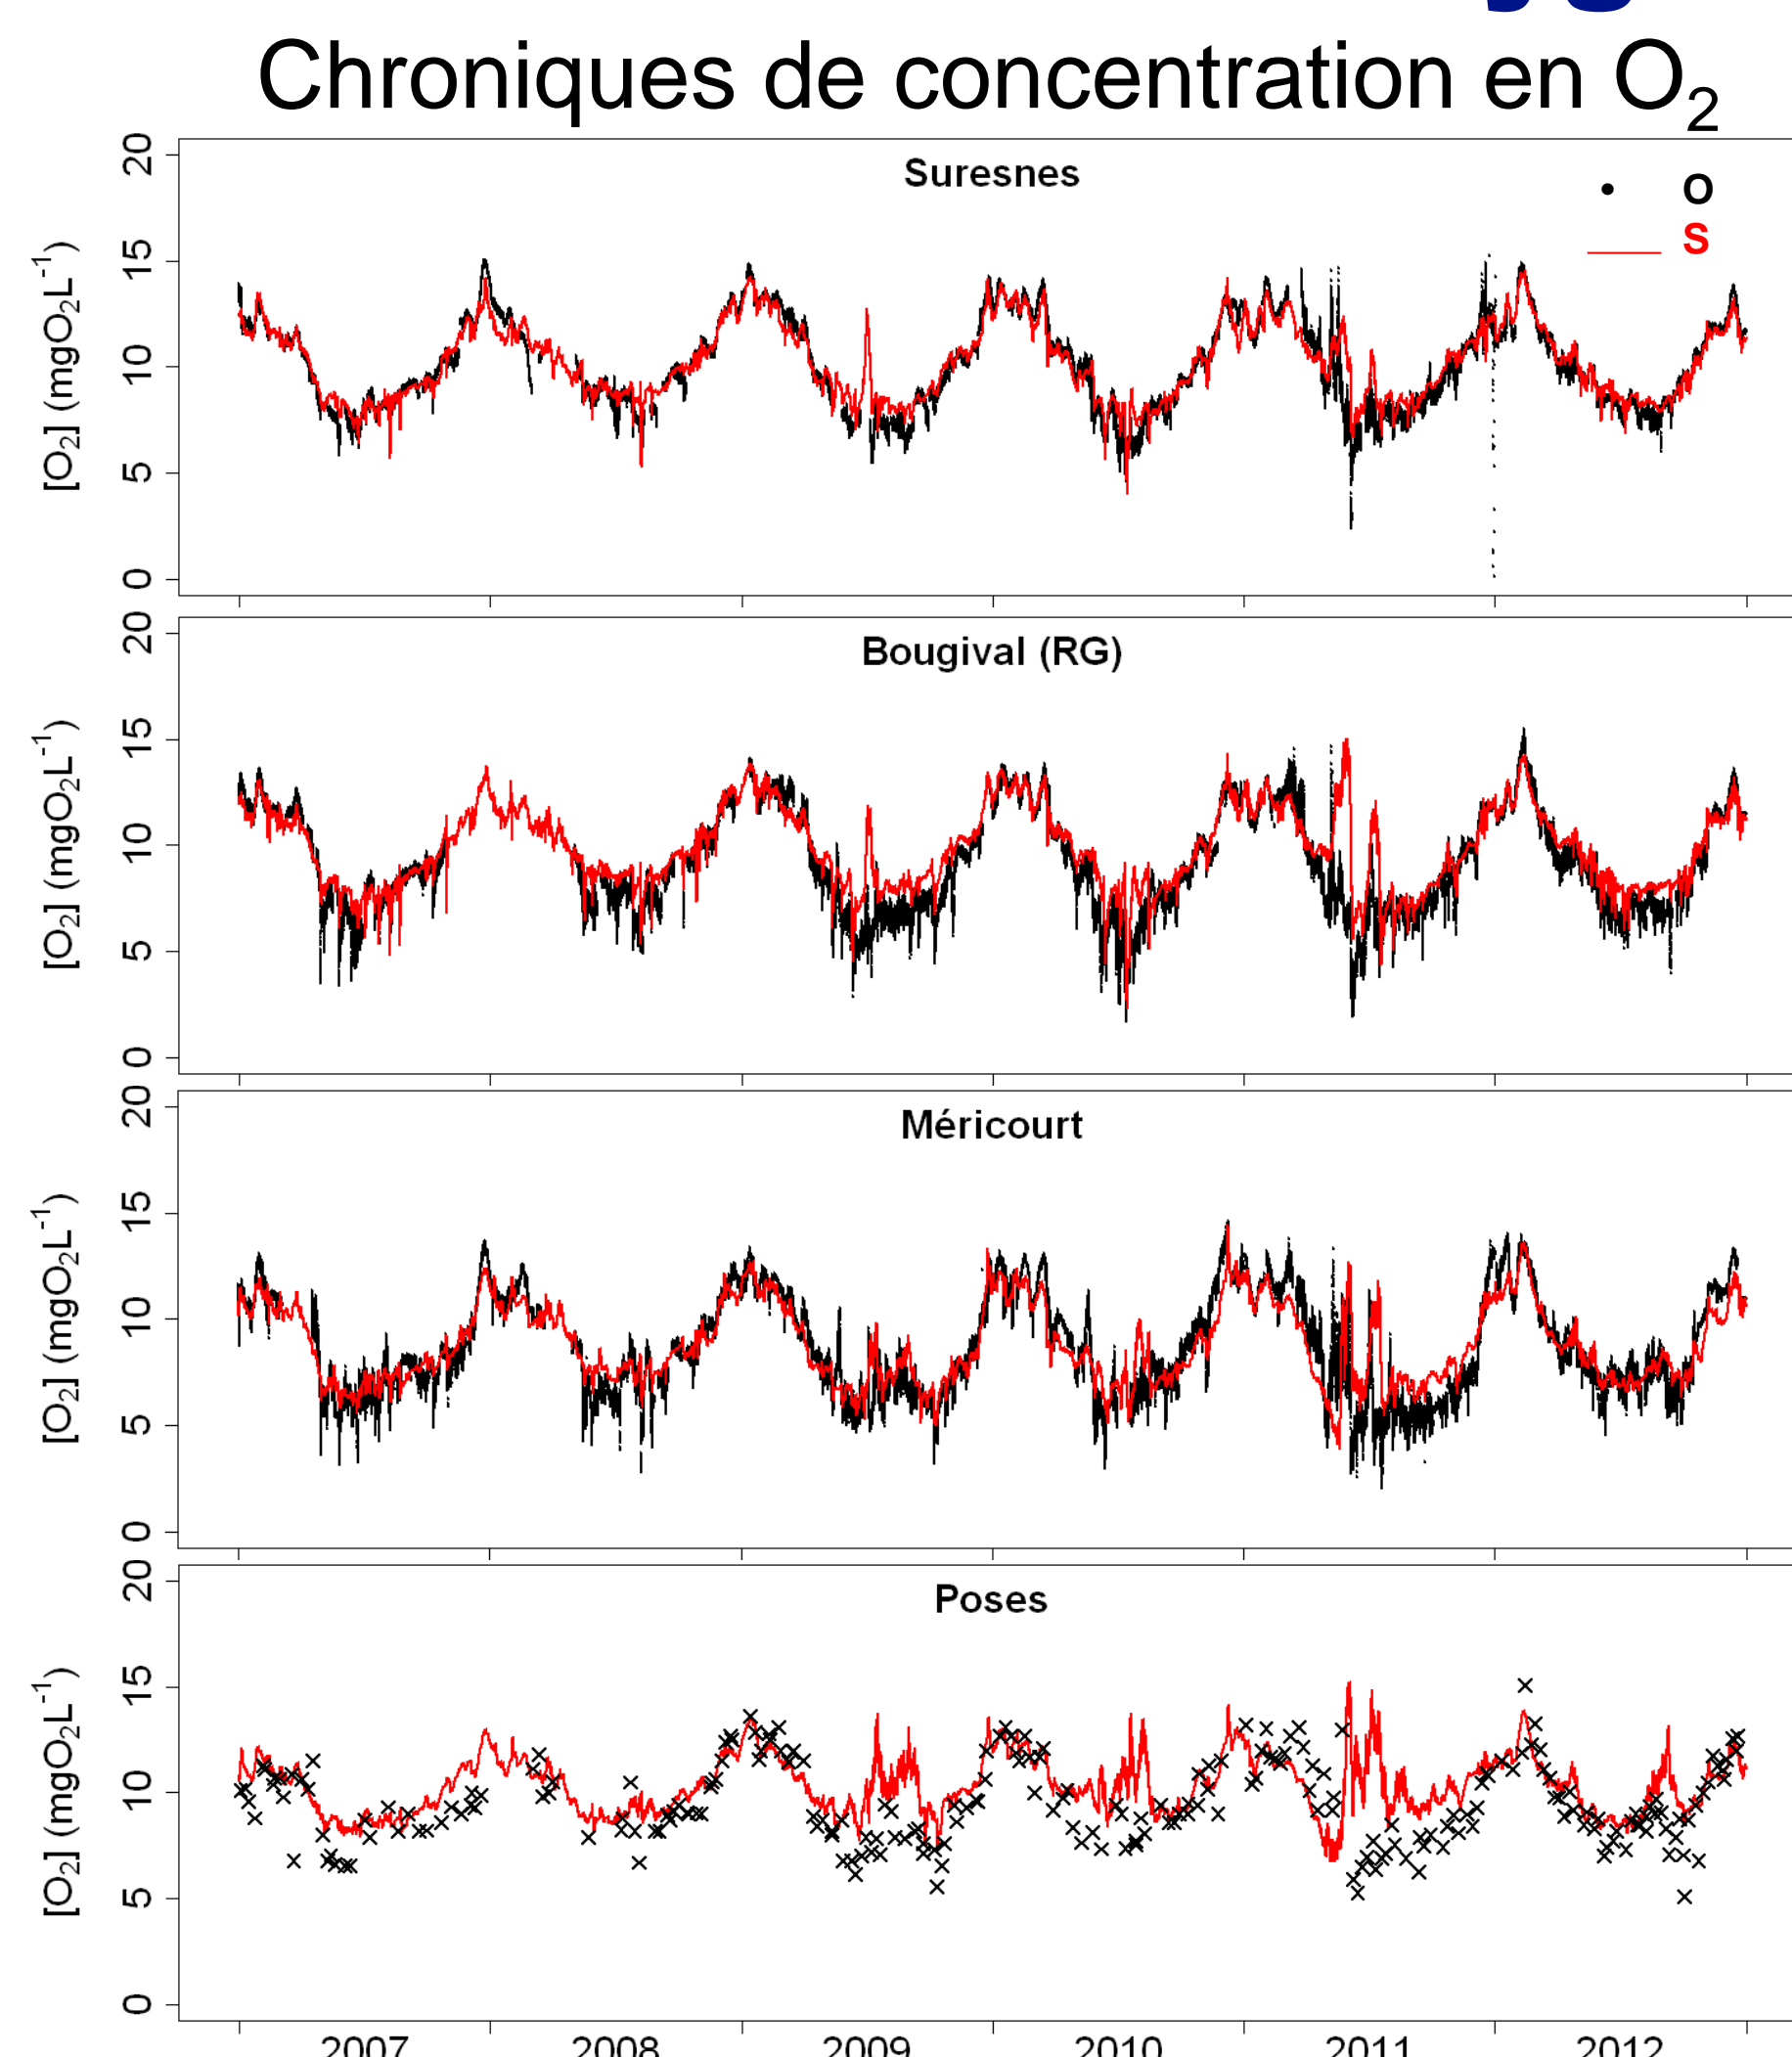 Chroniques de concentration en O₂
Suresnes
O
S
[O₂] (mgO₂L⁻¹)
20
15
10
5
0
Bougival (RG)
[O₂] (mgO₂L⁻¹)
20
15
10
5
0
Méricourt
[O₂] (mgO₂L⁻¹)
20
15
10
5
0
Poses
[O₂] (mgO₂L⁻¹)
20
15
10
5
0
2007 2008 2009 2010 2011 2012